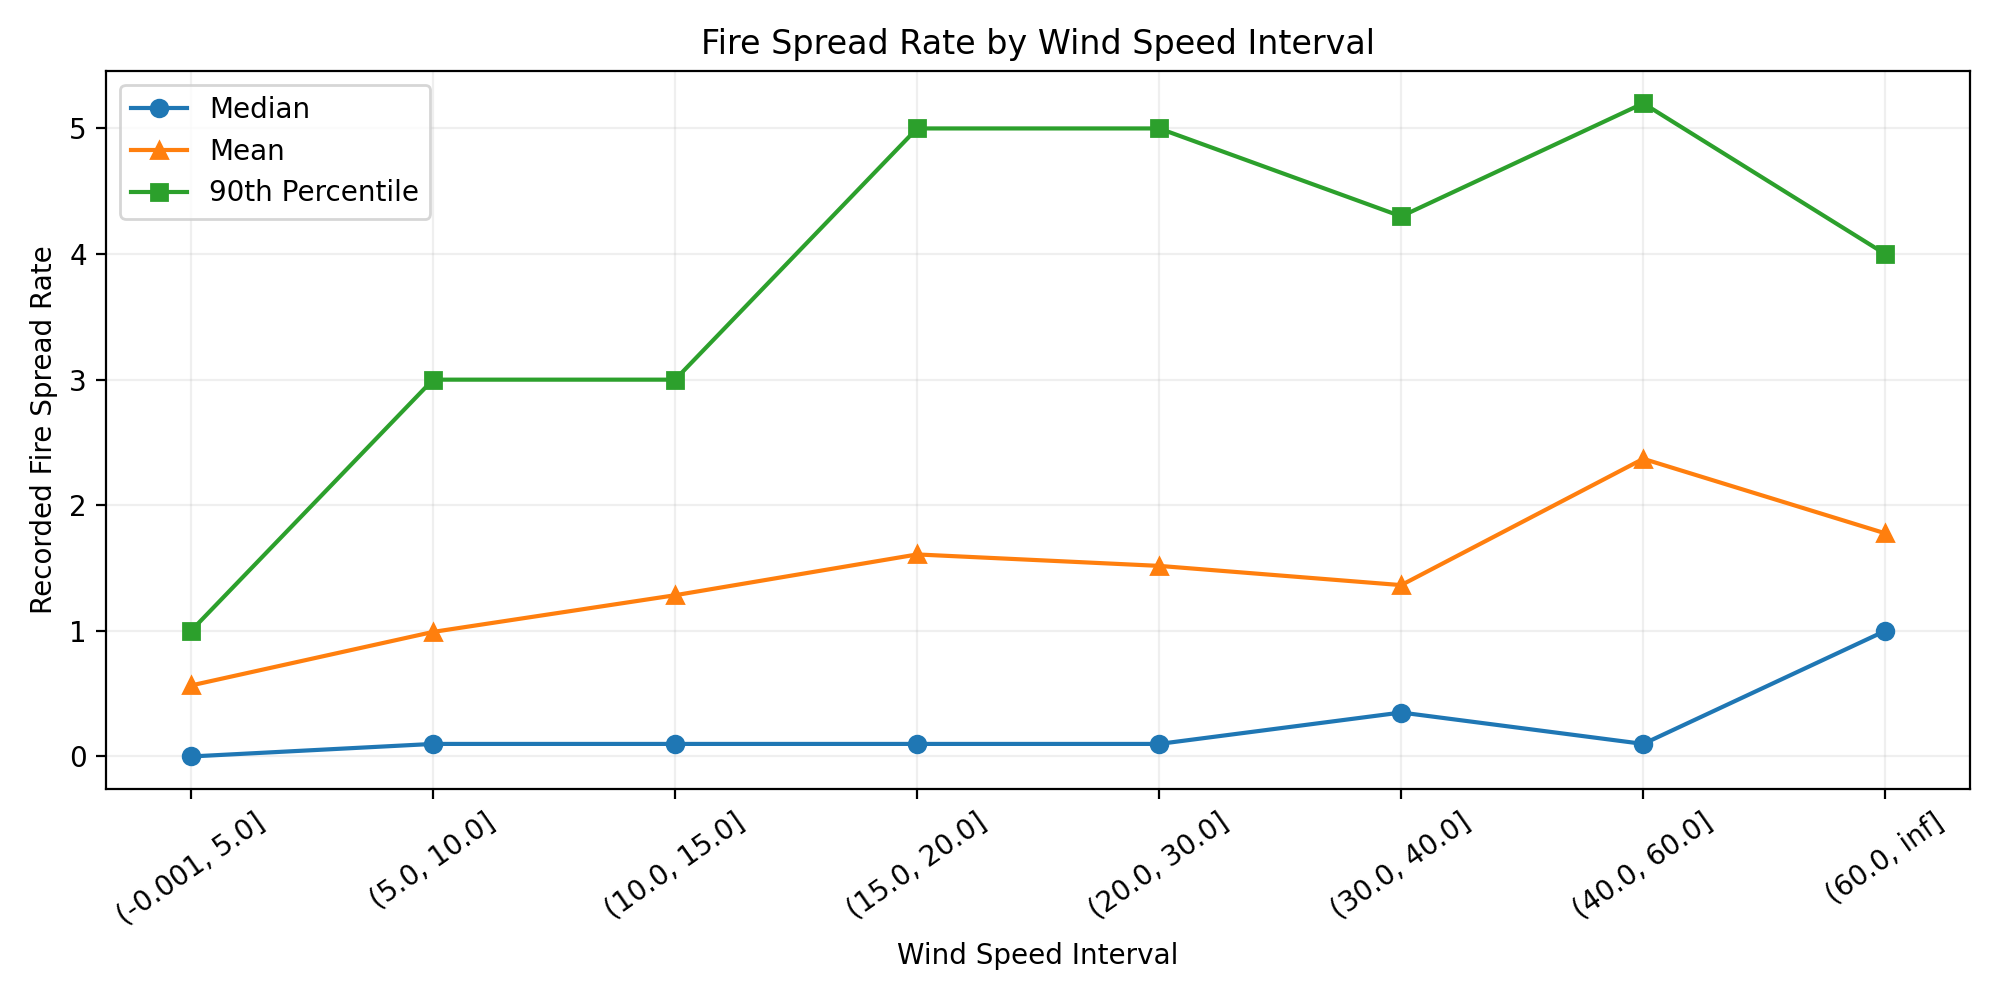 Fire Spread Rate by Wind Speed Interval
Median
Mean
90th Percentile
Recorded Fire Spread Rate
5
4
3
2
1
0
(-0.001, 5.0]
(5.0, 10.0]
(10.0, 15.0]
(15.0, 20.0]
(20.0, 30.0]
(30.0, 40.0]
(40.0, 60.0]
(60.0, inf]
Wind Speed Interval